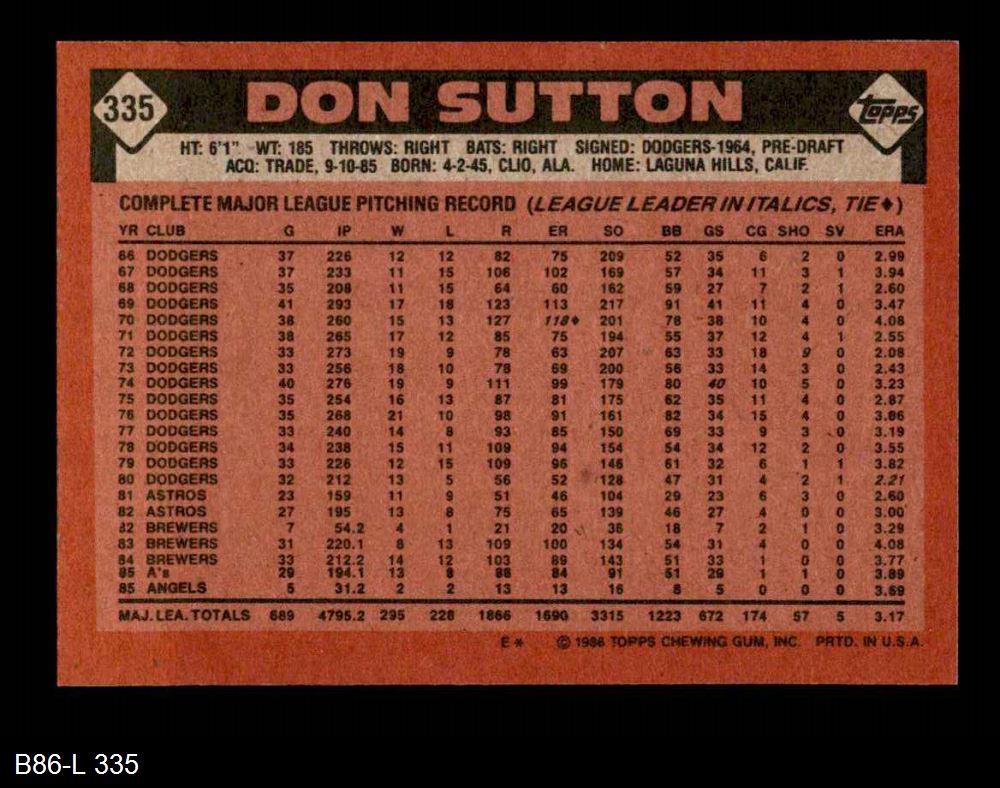 335 DON SUTTON Topps
HT: 6'1" WT: 185 THROWS: RIGHT BATS: RIGHT SIGNED: DODGERS-1964, PRE-DRAFT
ACQ: TRADE, 9-10-85 BORN: 4-2-45, CLIO, ALA. HOME: LAGUNA HILLS, CALIF.
COMPLETE MAJOR LEAGUE PITCHING RECORD (LEAGUE LEADER IN ITALICS, TIE♦)
YR CLUB G IP W L R ER SO BB GS CG SHO SV ERA
66 DODGERS 37 226 12 12 82 75 209 52 35 6 2 0 2.99
67 DODGERS 37 233 11 15 106 102 169 57 34 11 3 1 3.94
68 DODGERS 35 208 11 15 64 60 162 59 27 7 2 1 2.60
69 DODGERS 41 293 17 18 123 113 217 91 41 11 4 0 3.47
70 DODGERS 38 260 15 13 127 118♦ 201 78 38 10 4 0 4.08
71 DODGERS 38 265 17 12 85 75 194 55 37 12 4 1 2.55
72 DODGERS 33 273 19 9 78 63 207 63 33 18 9 0 2.08
73 DODGERS 33 256 18 10 78 69 200 56 33 14 3 0 2.43
74 DODGERS 40 276 19 9 111 99 179 80 40 10 5 0 3.23
75 DODGERS 35 254 16 13 87 81 175 62 35 11 4 0 2.87
76 DODGERS 35 268 21 10 98 91 161 82 34 15 4 0 3.06
77 DODGERS 33 240 14 8 93 85 150 69 33 9 3 0 3.19
78 DODGERS 34 238 15 11 109 94 154 54 34 12 2 0 3.55
79 DODGERS 33 226 12 15 109 96 146 61 32 6 1 1 3.82
80 DODGERS 32 212 13 5 56 52 128 47 31 4 2 1 2.21
81 ASTROS 23 159 11 9 51 46 104 29 23 6 3 0 2.60
82 ASTROS 27 195 13 8 75 65 139 46 27 4 0 0 3.00
82 BREWERS 7 54.2 4 1 21 20 36 18 7 2 1 0 3.29
83 BREWERS 31 220.1 8 13 109 100 134 54 31 4 0 0 4.08
84 BREWERS 33 212.2 14 12 103 89 143 51 33 1 0 0 3.77
85 A's 29 194.1 13 8 88 84 91 51 29 1 1 0 3.89
85 ANGELS 5 31.2 2 2 13 13 16 8 5 0 0 0 3.69
MAJ. LEA. TOTALS 689 4795.2 295 228 1866 1690 3315 1223 672 174 57 5 3.17
E* © 1986 TOPPS CHEWING GUM, INC. PRTD. IN U.S.A.
B86-L 335